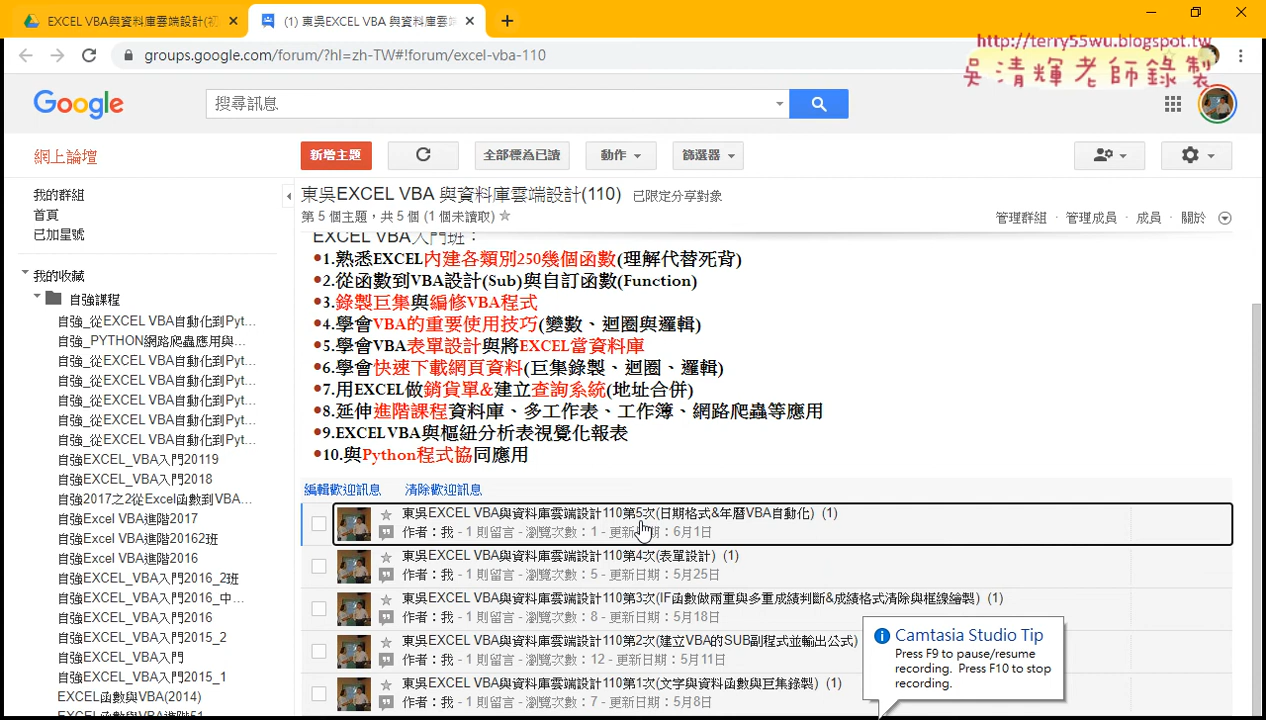 EXCEL VBA與資料庫雲端設計(初
(1) 東吳EXCEL VBA 與資料庫雲端
groups.google.com/forum/?hl=zh-TW#!forum/excel-vba-110
http://terry55wu.blogspot.tw
吳清輝老師錄製
Google
搜尋訊息
網上論壇
新增主題
全部標為已讀
動作
篩選器
我的群組
首頁
已加星號
東吳EXCEL VBA 與資料庫雲端設計(110) 已限定分享對象
第 5 個主題，共 5 個 (1 個未讀取)
管理群組 · 管理成員 · 成員 · 關於
我的收藏
自強課程
自強_從EXCEL VBA自動化到Pyt...
自強_PYTHON網路爬蟲應用與...
自強_從EXCEL VBA自動化到Pyt...
自強_從EXCEL VBA自動化到Pyt...
自強_從EXCEL VBA自動化到Pyt...
自強_從EXCEL VBA自動化到Pyt...
自強_從EXCEL VBA自動化到Pyt...
自強EXCEL_VBA入門20119
自強EXCEL_VBA入門2018
自強2017之2從Excel函數到VBA...
自強Excel VBA進階2017
自強EXCEL VBA進階20162班
自強Excel VBA進階2016
自強EXCEL_VBA入門2016_2班
自強EXCEL_VBA入門2016_中...
自強EXCEL_VBA入門2016
自強EXCEL_VBA入門2015_2
自強EXCEL_VBA入門
自強EXCEL_VBA入門2015_1
EXCEL函數與VBA(2014)
EXCEL函數與VBA進階51
EXCEL VBA入門班：
•1.熟悉EXCEL內建各類別250幾個函數(理解代替死背)
•2.從函數到VBA設計(Sub)與自訂函數(Function)
•3.錄製巨集與編修VBA程式
•4.學會VBA的重要使用技巧(變數、迴圈與邏輯)
•5.學會VBA表單設計與將EXCEL當資料庫
•6.學會快速下載網頁資料(巨集錄製、迴圈、邏輯)
•7.用EXCEL做銷貨單&建立查詢系統(地址合併)
•8.延伸進階課程資料庫、多工作表、工作簿、網路爬蟲等應用
•9.EXCELVBA與樞紐分析表視覺化報表
•10.與Python程式協同應用
編輯歡迎訊息 清除歡迎訊息
東吳EXCEL VBA與資料庫雲端設計110第5次(日期格式&年曆VBA自動化) (1)
作者：我 - 1 則留言 - 瀏覽次數：1 - 更新日期：6月1日
東吳EXCEL VBA與資料庫雲端設計110第4次(表單設計) (1)
作者：我 - 1 則留言 - 瀏覽次數：5 - 更新日期：5月25日
東吳EXCEL VBA與資料庫雲端設計110第3次(IF函數做兩重與多重成績判斷&成績格式清除與框線繪製) (1)
作者：我 - 1 則留言 - 瀏覽次數：8 - 更新日期：5月18日
東吳EXCEL VBA與資料庫雲端設計110第2次(建立VBA的SUB副程式並輸出公式)
作者：我 - 1 則留言 - 瀏覽次數：12 - 更新日期：5月11日
東吳EXCEL VBA與資料庫雲端設計110第1次(文字與資料函數與巨集錄製) (1)
作者：我 - 1 則留言 - 瀏覽次數：7 - 更新日期：5月8日
Camtasia Studio Tip
Press F9 to pause/resume
recording. Press F10 to stop
recording.